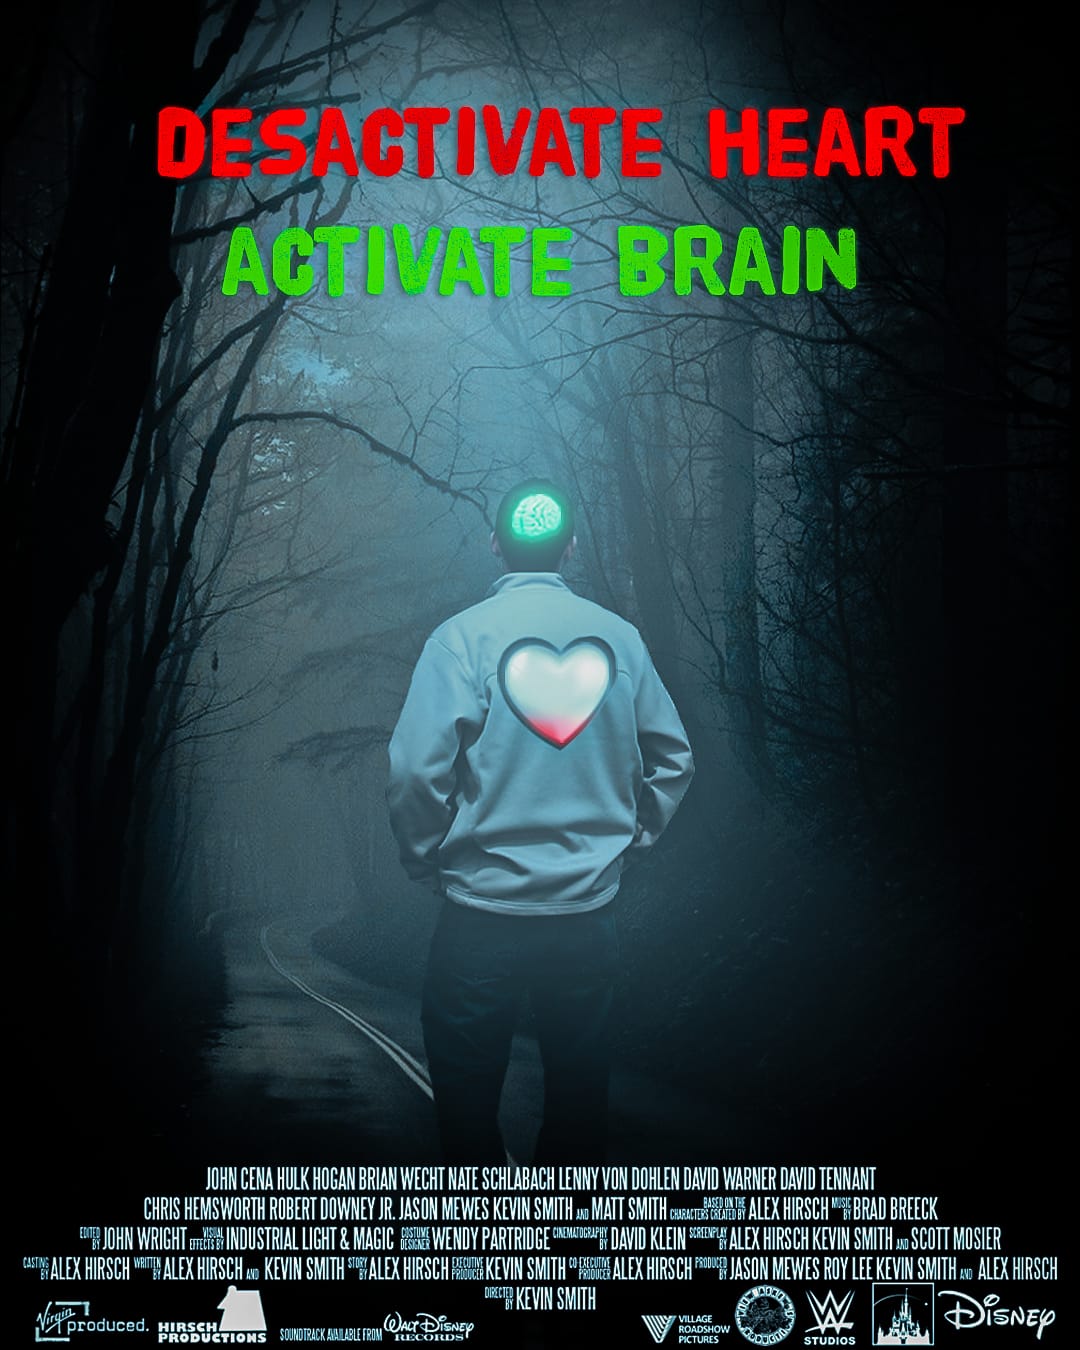 DESACTIVATE HEART
ACTIVATE BRAIN
JOHN CENA HULK HOGAN BRIAN WECHT NATE SCHLABACH LENNY VON DOHLEN DAVID WARNER DAVID TENNANT
CHRIS HEMSWORTH ROBERT DOWNEY JR. JASON MEWES KEVIN SMITH AND MATT SMITH BASED ON THE CHARACTERS CREATED BY ALEX HIRSCH MUSIC BY BRAD BREECK
EDITED BY JOHN WRIGHT VISUAL EFFECTS BY INDUSTRIAL LIGHT & MAGIC COSTUME DESIGNER WENDY PARTRIDGE CINEMATOGRAPHY BY DAVID KLEIN SCREENPLAY BY ALEX HIRSCH KEVIN SMITH AND SCOTT MOSIER
CASTING BY ALEX HIRSCH WRITTEN BY ALEX HIRSCH AND KEVIN SMITH STORY BY ALEX HIRSCH EXECUTIVE PRODUCER KEVIN SMITH CO-EXECUTIVE PRODUCER ALEX HIRSCH PRODUCED BY JASON MEWES ROY LEE KEVIN SMITH AND ALEX HIRSCH
DIRECTED BY KEVIN SMITH
Virgin produced.
HIRSCH PRODUCTIONS
SOUNDTRACK AVAILABLE FROM WALT DISNEY RECORDS
VILLAGE ROADSHOW PICTURES
W STUDIOS
DISNEY